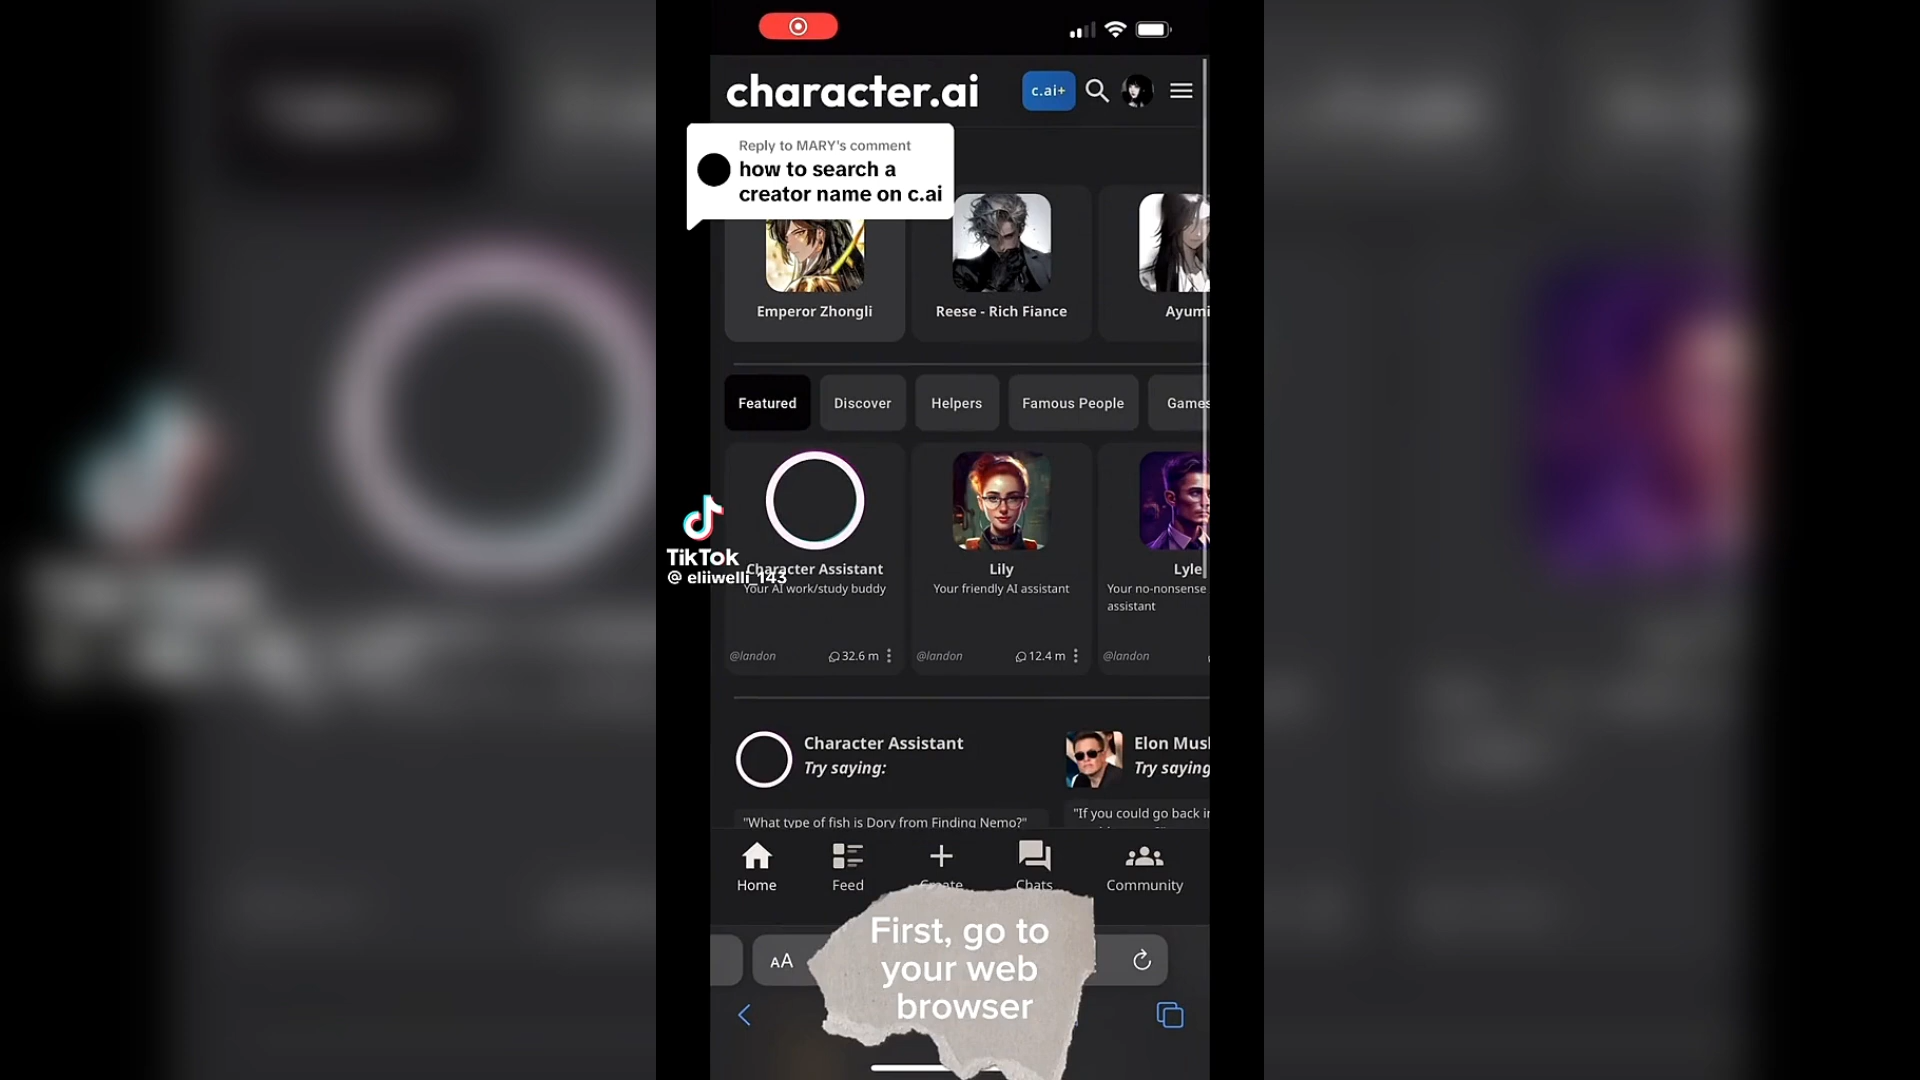 character.ai
c.ai+
Reply to MARY's comment
how to search a
creator name on c.ai
Emperor Zhongli
Reese - Rich Fiance
Ayumi
Featured
Discover
Helpers
Famous People
Games
TikTok
@ eliiwelli_143
Character Assistant
Your AI work/study buddy
@landon
32.6 m
Lily
Your friendly AI assistant
@landon
12.4 m
Lyle
Your no-nonsense
assistant
@landon
Character Assistant
Try saying:
"What type of fish is Dory from Finding Nemo?"
Elon Mus
Try saying
"If you could go back i
Home
Feed
Create
Chats
Community
AA
First, go to
your web
browser